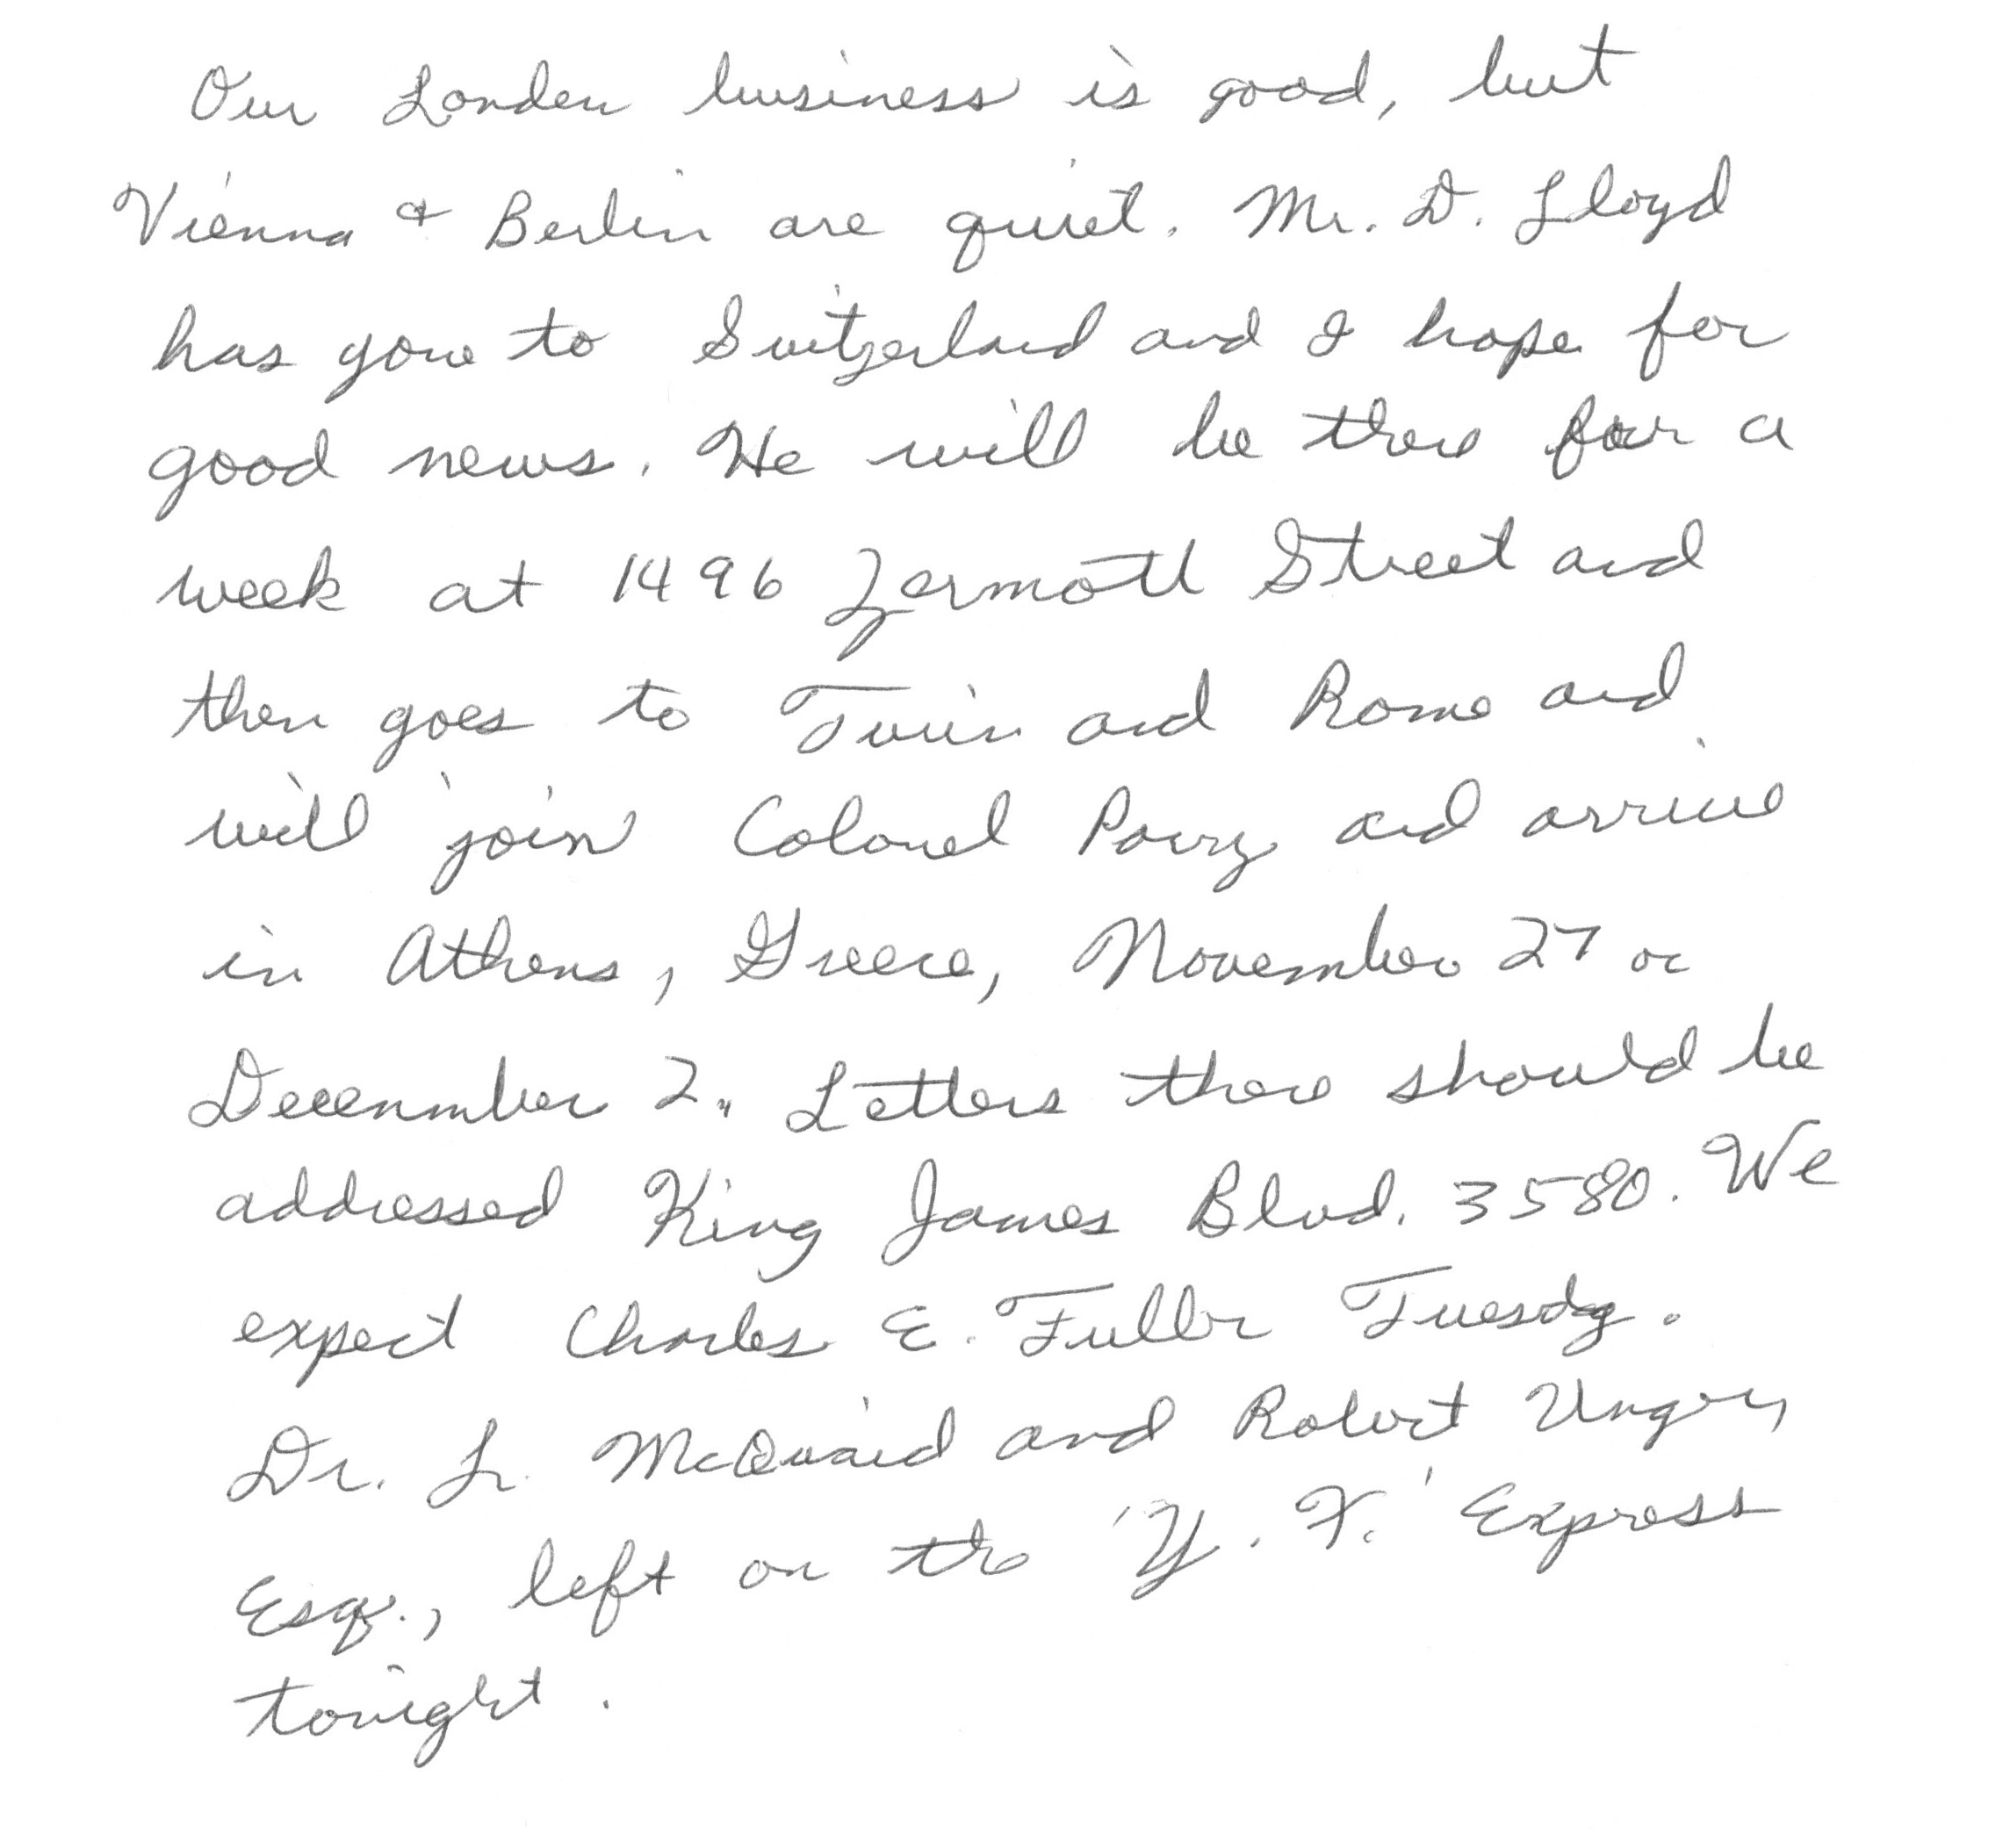 Our London business is good, but
Vienna & Berlin are quiet. Mr. D. Lloyd
has gone to Switzerland and I hope for
good news. He will be there for a
week at 1496 Zermott Street and
then goes to Turin and Rome and
will join Colonel Parry and arrive
in Athens, Greece, November 27 or
December 2. Letters there should be
addressed King James Blvd. 3580. We
expect Charles E. Fuller Tuesday.
Dr. L. McQuaid and Robert Unger,
Esq., left on the 'Y. X.' Express
tonight.